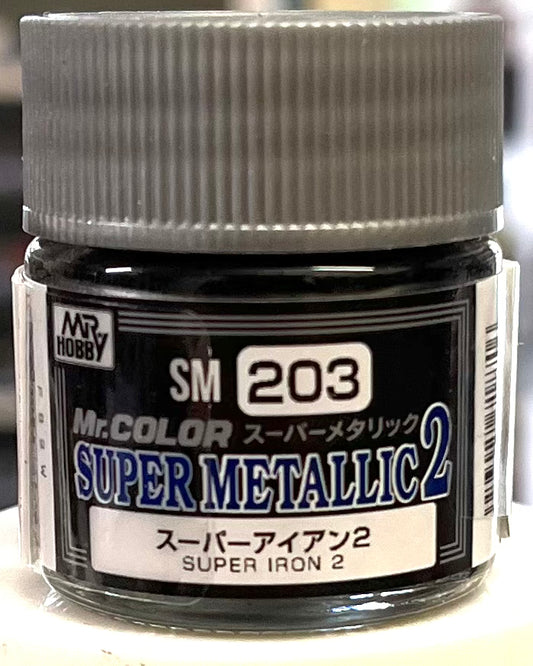 MR HOBBY
SM 203
Mr.COLOR スーパーメタリック
SUPER METALLIC 2
スーパーアイアン2
SUPER IRON 2